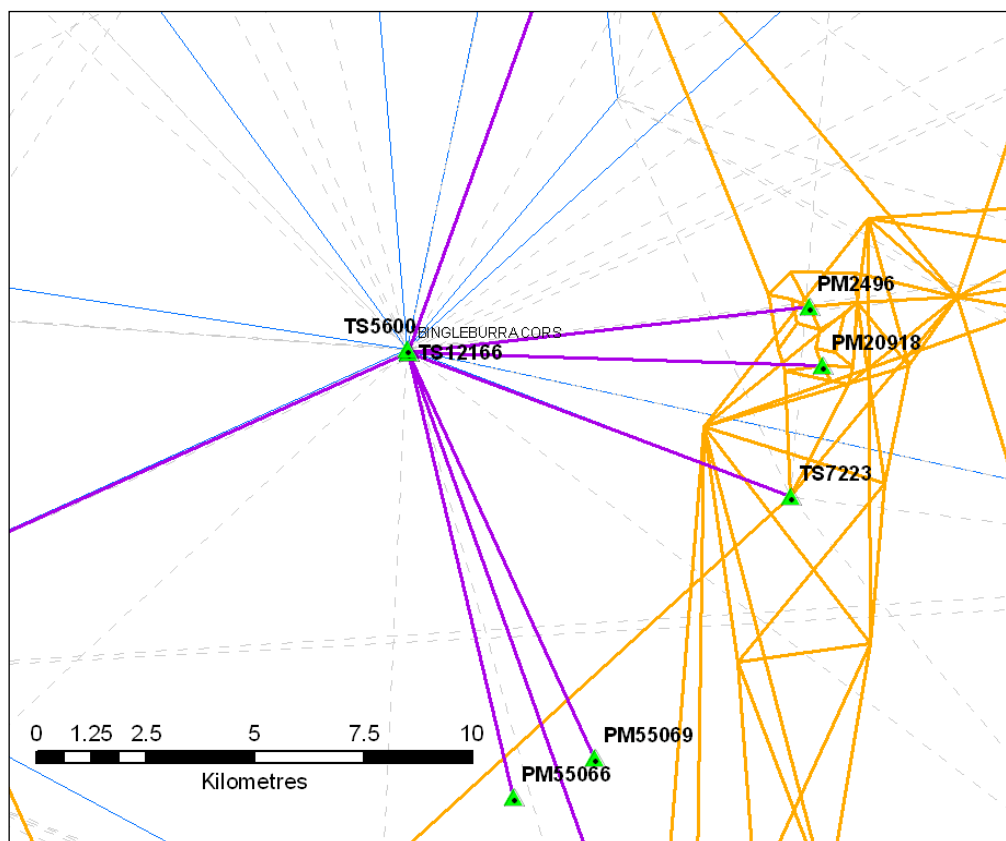 PM2496
TS5600
BINGLEBURRA CORS
TS12166
PM20918
TS7223
0 1.25 2.5 5 7.5 10
Kilometres
PM55069
PM55066